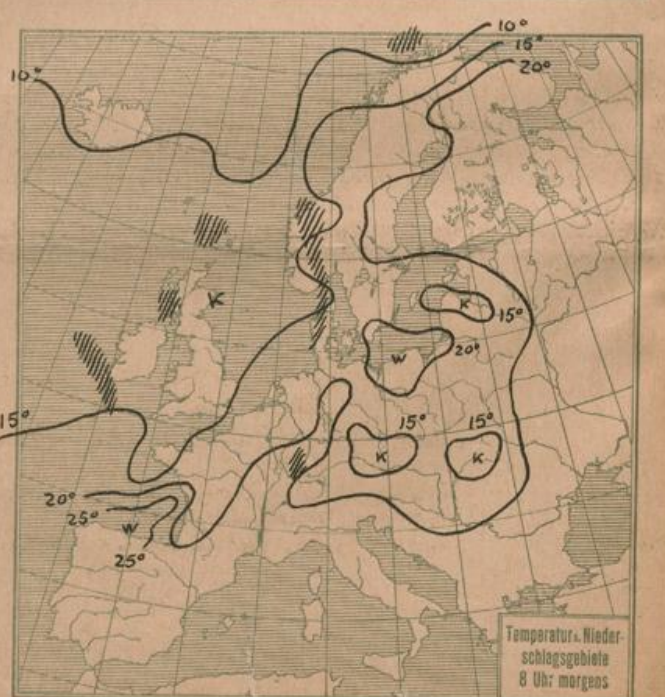 10°
15°
20°
10°
K
K
15°
W
20°
15°
15°
15°
K
K
20°
25°
W
25°
Temperatur u. Nieder-
schlagsgebiete
8 Uhr morgens